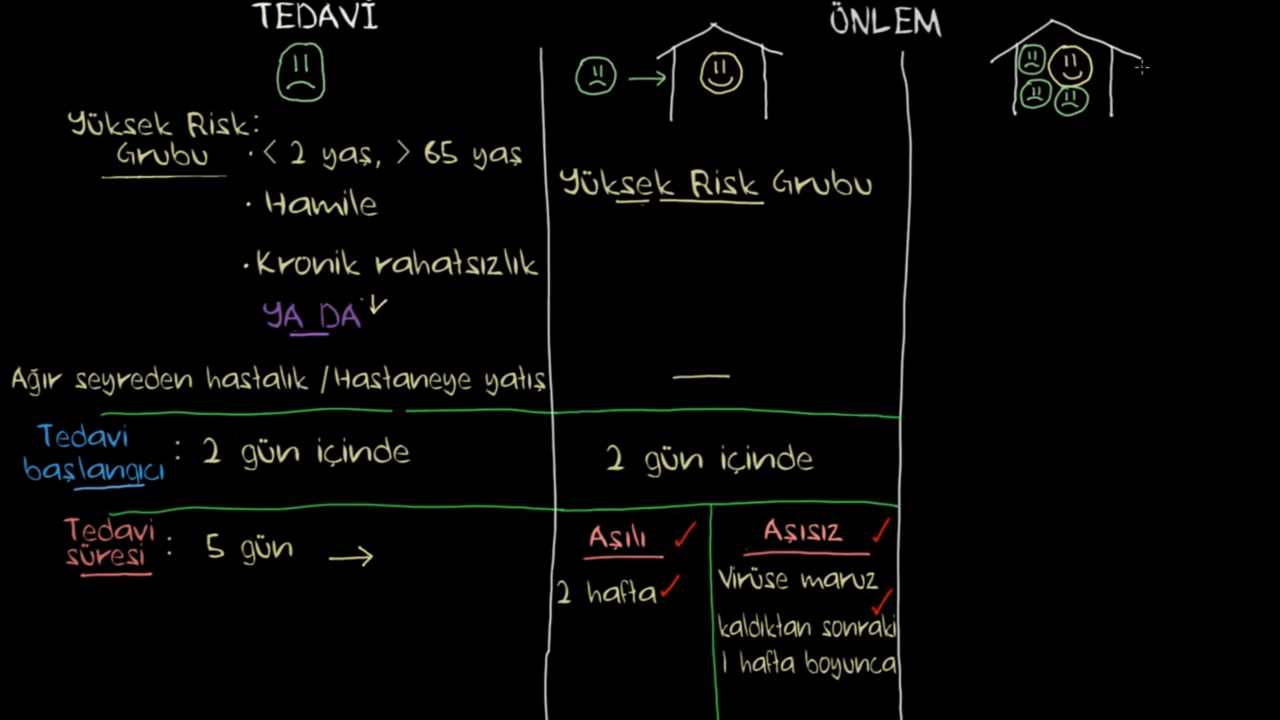 TEDAVİ
ÖNLEM
Yüksek Risk:
Grubu
· < 2 yaş, > 65 yaş
· Hamile
· Kronik rahatsızlık
YA DA
Ağır seyreden hastalık / Hastaneye yatış
Yüksek Risk Grubu
Tedavi
başlangıcı : 2 gün içinde
2 gün içinde
Tedavi
süresi : 5 gün →
Aşılı ✓
2 hafta ✓
Aşısız ✓
Virüse maruz
kaldıktan sonraki
1 hafta boyunca